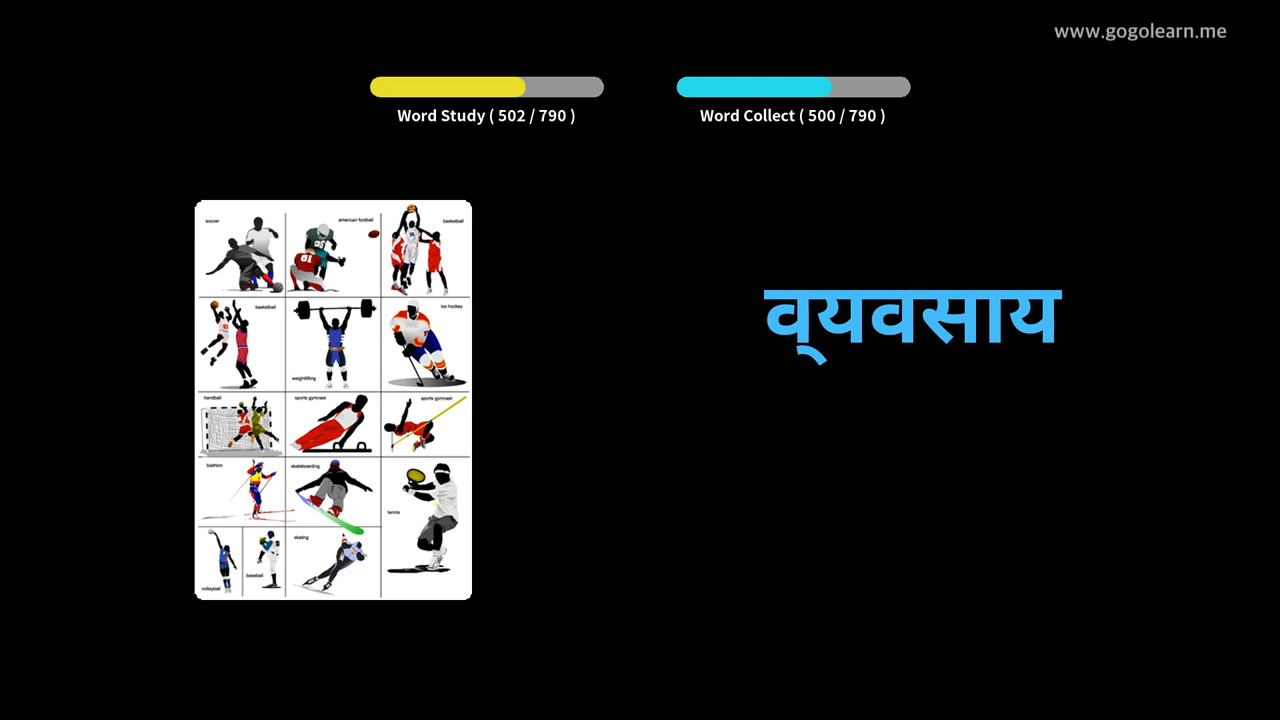 www.gogolearn.me
Word Study ( 502 / 790 )
Word Collect ( 500 / 790 )
soccer
american football
basketball
basketball
weightlifting
ice hockey
handball
sports gymnast
sports gymnast
biathlon
skateboarding
tennis
volleyball
baseball
skating
व्‌यवसाय